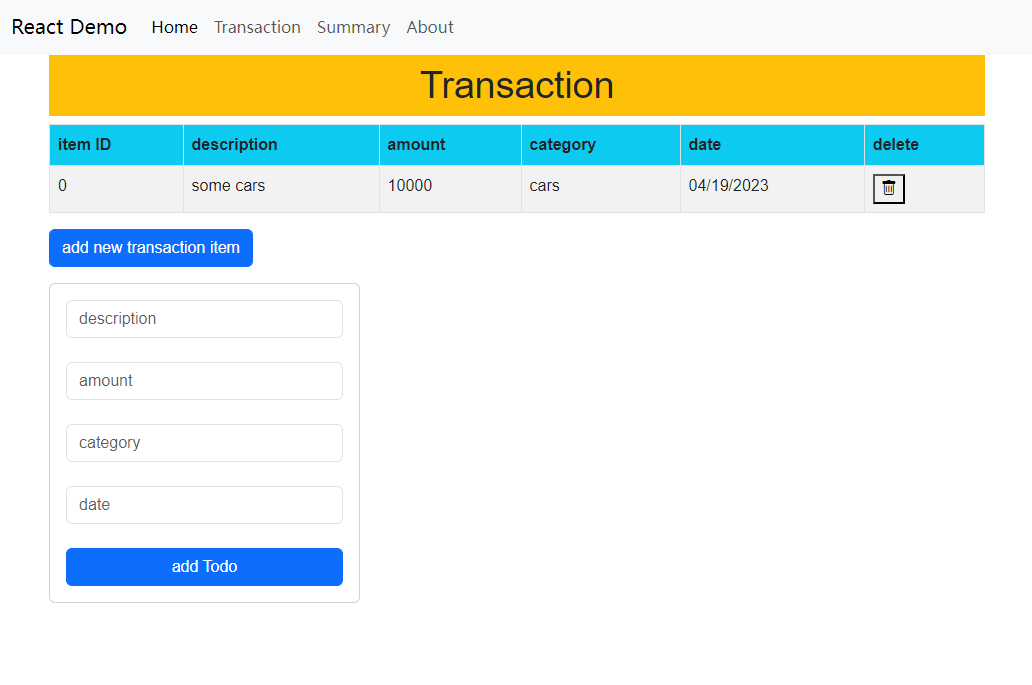 React Demo Home Transaction Summary About
Transaction
item ID description amount category date delete
0 some cars 10000 cars 04/19/2023
add new transaction item
description
amount
category
date
add Todo